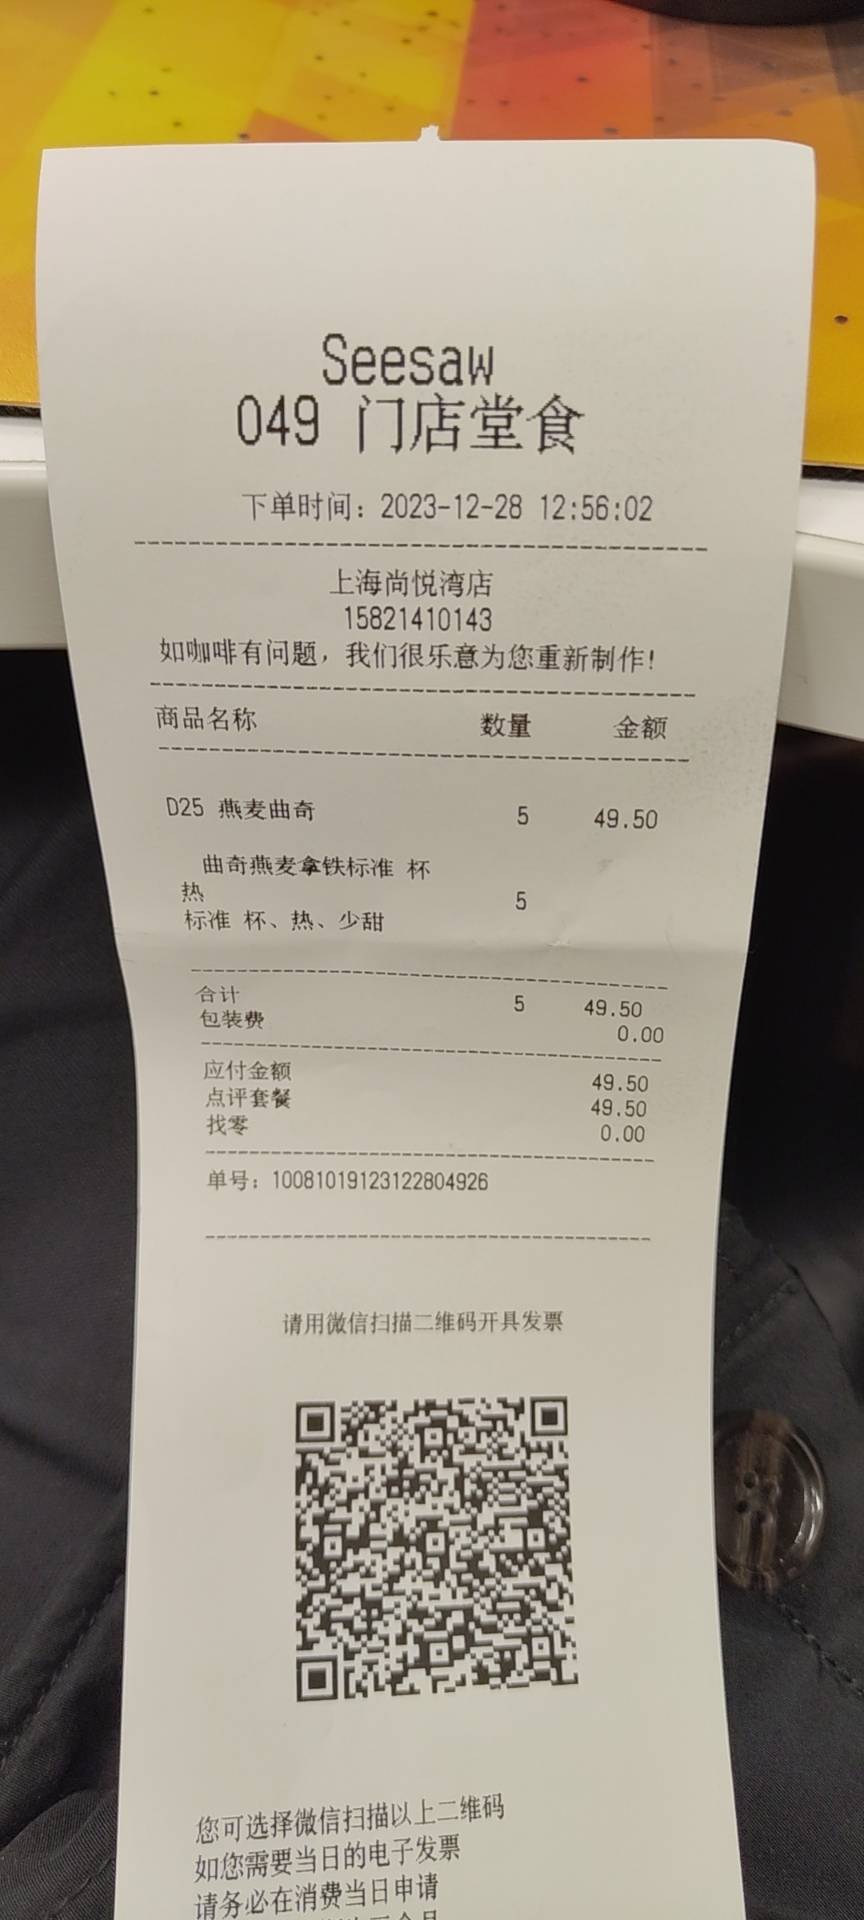 Seesaw
049 门店堂食
下单时间: 2023-12-28 12:56:02
上海尚悦湾店
15821410143
如咖啡有问题，我们很乐意为您重新制作!
商品名称 数量 金额
D25 燕麦曲奇 5 49.50
曲奇燕麦拿铁标准 杯
热 5
标准 杯、热、少甜
合计 5 49.50
包装费 0.00
应付金额 49.50
点评套餐 49.50
找零 0.00
单号: 10081019123122804926
请用微信扫描二维码开具发票
您可选择微信扫描以上二维码
如您需要当日的电子发票
请务必在消费当日申请